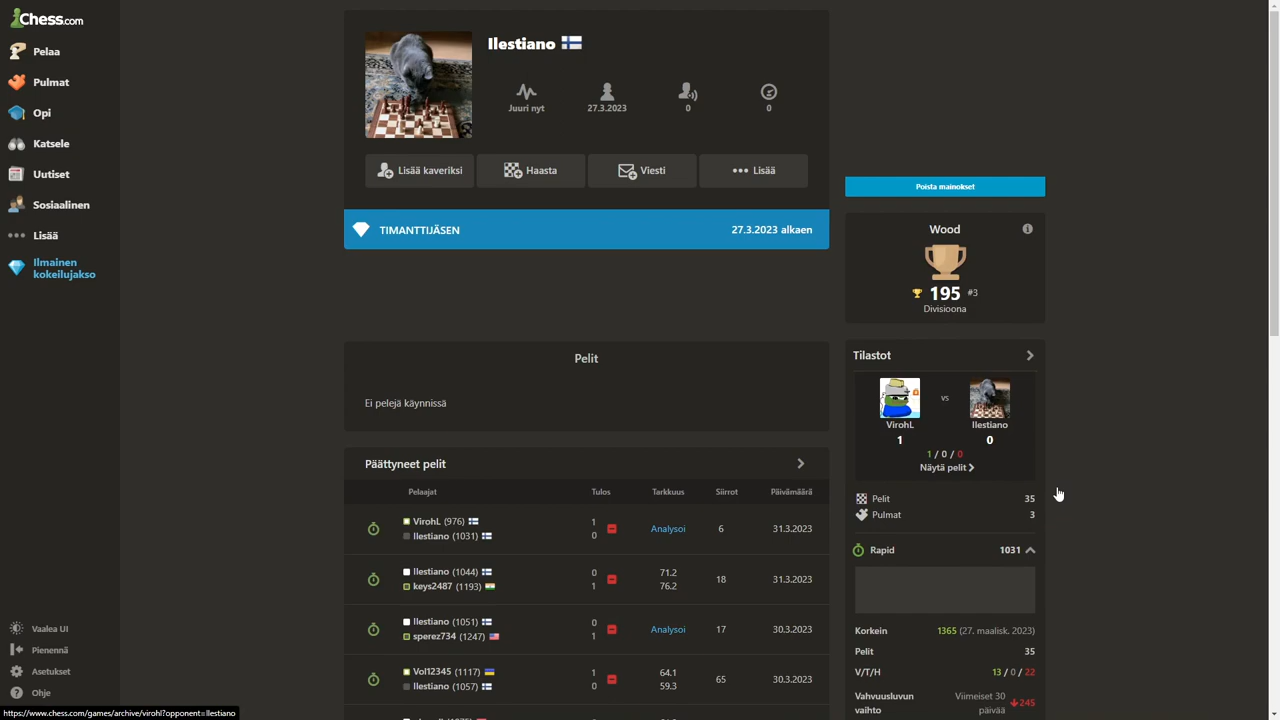 Chess.com
Pelaa
Pulmat
Opi
Katsele
Uutiset
Sosiaalinen
Lisää
Ilmainen
kokeilujakso
Vaalea UI
Pienennä
Asetukset
Ohje
https://www.chess.com/games/archive/virohl?opponent=Ilestiano
Ilestiano
Juuri nyt 27.3.2023 0 0
Lisää kaveriksi Haasta Viesti Lisää
TIMANTTIJÄSEN 27.3.2023 alkaen
Pelit
Ei pelejä käynnissä
Päättyneet pelit
Pelaajat Tulos Tarkkuus Siirrot Päivämäärä
VirohL (976) 1 Analysoi 6 31.3.2023
Ilestiano (1031) 0
Ilestiano (1044) 0 71.2 18 31.3.2023
keys2487 (1193) 1 76.2
Ilestiano (1051) 0 Analysoi 17 30.3.2023
sperez734 (1247) 1
Vol12345 (1117) 1 64.1 65 30.3.2023
Ilestiano (1057) 0 59.3
Poista mainokset
Wood
195 #3
Divisioona
Tilastot
vs
VirohL Ilestiano
1 0
1 / 0 / 0
Näytä pelit
Pelit 35
Pulmat 3
Rapid 1031
Korkein 1365 (27. maalisk. 2023)
Pelit 35
V/T/H 13 / 0 / 22
Vahvuusluvun vaihto Viimeiset 30 päivää 245